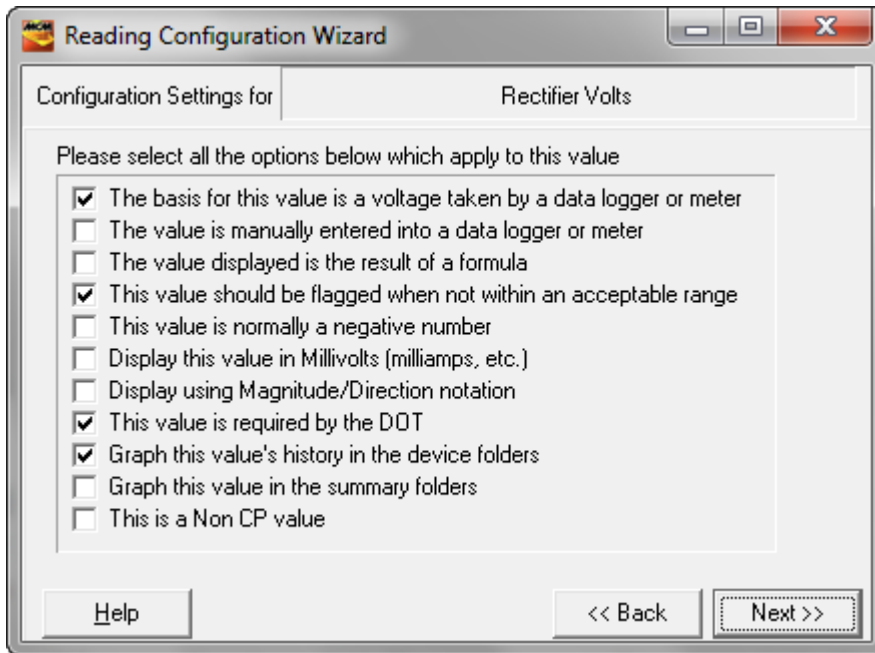 MCM
Reading Configuration Wizard
Configuration Settings for Rectifier Volts
Please select all the options below which apply to this value
The basis for this value is a voltage taken by a data logger or meter
The value is manually entered into a data logger or meter
The value displayed is the result of a formula
This value should be flagged when not within an acceptable range
This value is normally a negative number
Display this value in Millivolts (milliamps, etc.)
Display using Magnitude/Direction notation
This value is required by the DOT
Graph this value's history in the device folders
Graph this value in the summary folders
This is a Non CP value
Help << Back Next >>